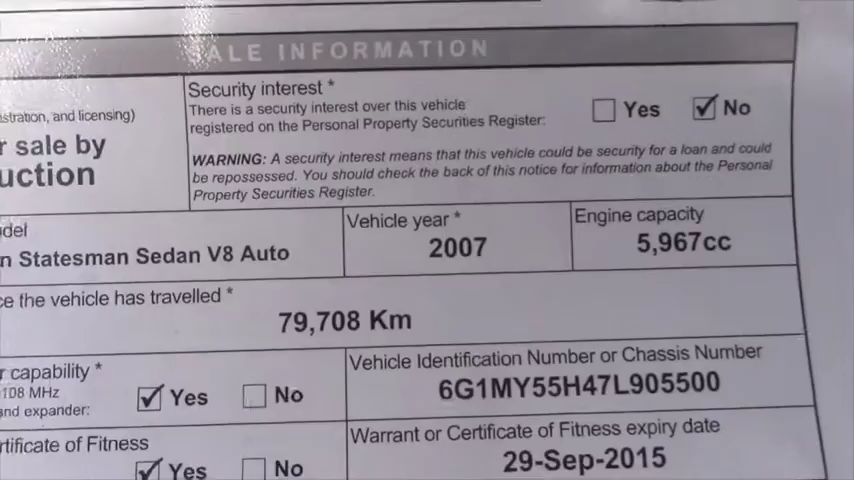 SALE INFORMATION
Security interest *
There is a security interest over this vehicle
registered on the Personal Property Securities Register:
Yes
No
WARNING: A security interest means that this vehicle could be security for a loan and could
be repossessed. You should check the back of this notice for information about the Personal
Property Securities Register.
stration, and licensing)
r sale by
uction
del
n Statesman Sedan V8 Auto
Vehicle year *
2007
Engine capacity
5,967cc
ce the vehicle has travelled *
79,708 Km
r capability *
108 MHz
and expander:
Yes
No
Vehicle Identification Number or Chassis Number
6G1MY55H47L905500
rtificate of Fitness
Yes
No
Warrant or Certificate of Fitness expiry date
29-Sep-2015